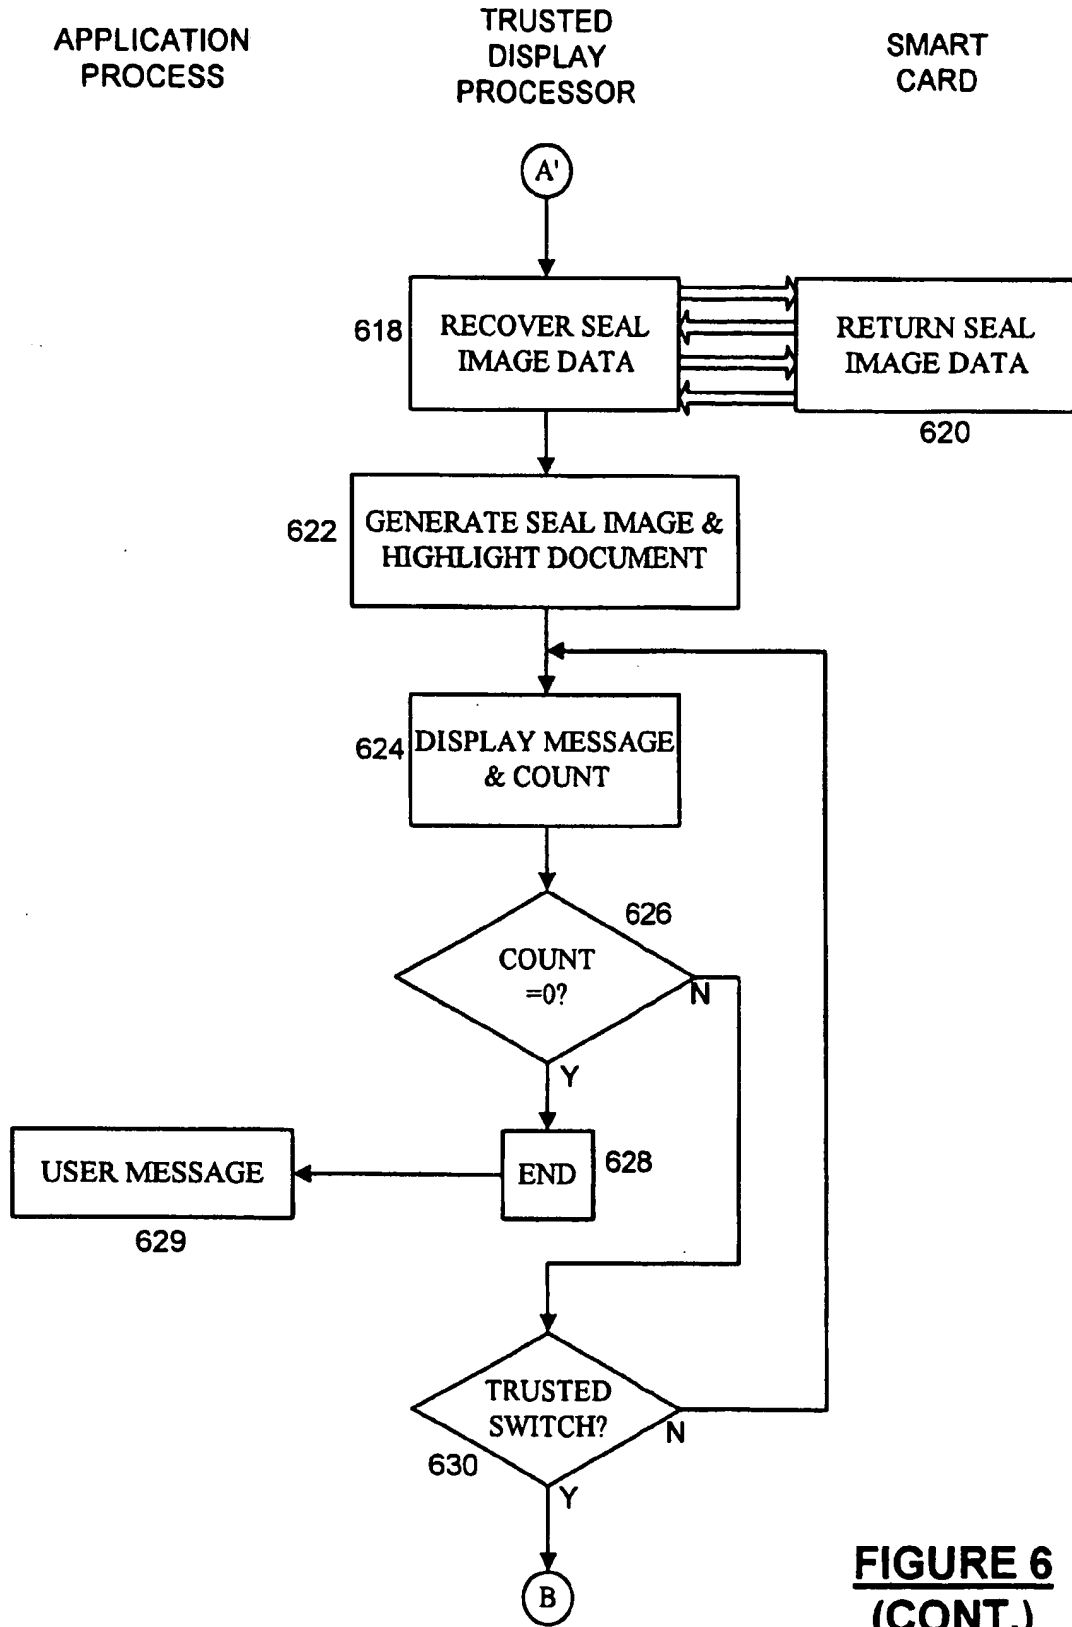 APPLICATION
PROCESS
TRUSTED
DISPLAY
PROCESSOR
SMART
CARD
A'
618
RECOVER SEAL
IMAGE DATA
RETURN SEAL
IMAGE DATA
620
622
GENERATE SEAL IMAGE &
HIGHLIGHT DOCUMENT
624
DISPLAY MESSAGE
& COUNT
626
COUNT
=0?
N
Y
USER MESSAGE
629
END
628
TRUSTED
SWITCH?
N
630
Y
B
FIGURE 6
(CONT.)